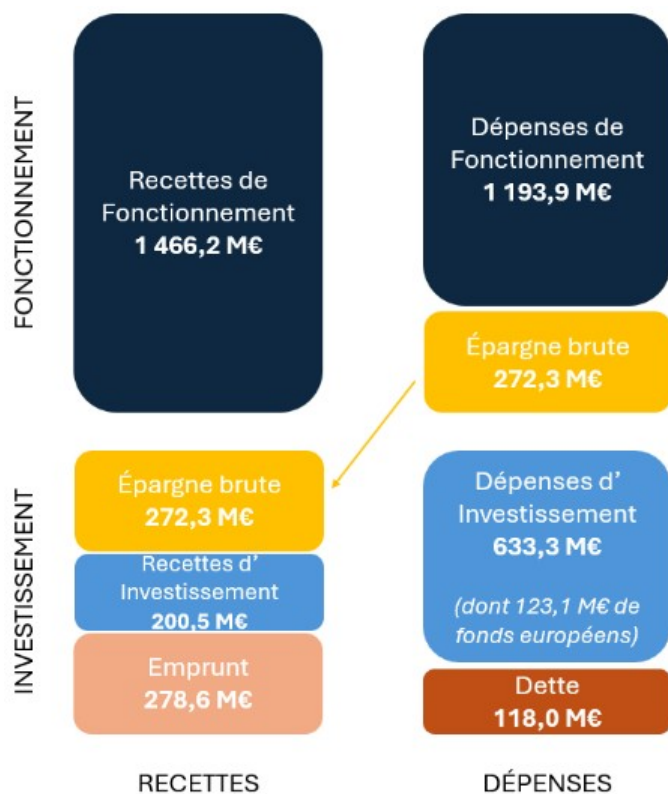 FONCTIONNEMENT
Recettes de
Fonctionnement
1 466,2 M€
Dépenses de
Fonctionnement
1 193,9 M€
Épargne brute
272,3 M€
INVESTISSEMENT
Épargne brute
272,3 M€
Recettes d’
Investissement
200,5 M€
Emprunt
278,6 M€
Dépenses d’
Investissement
633,3 M€
(dont 123,1 M€ de
fonds européens)
Dette
118,0 M€
RECETTES
DÉPENSES